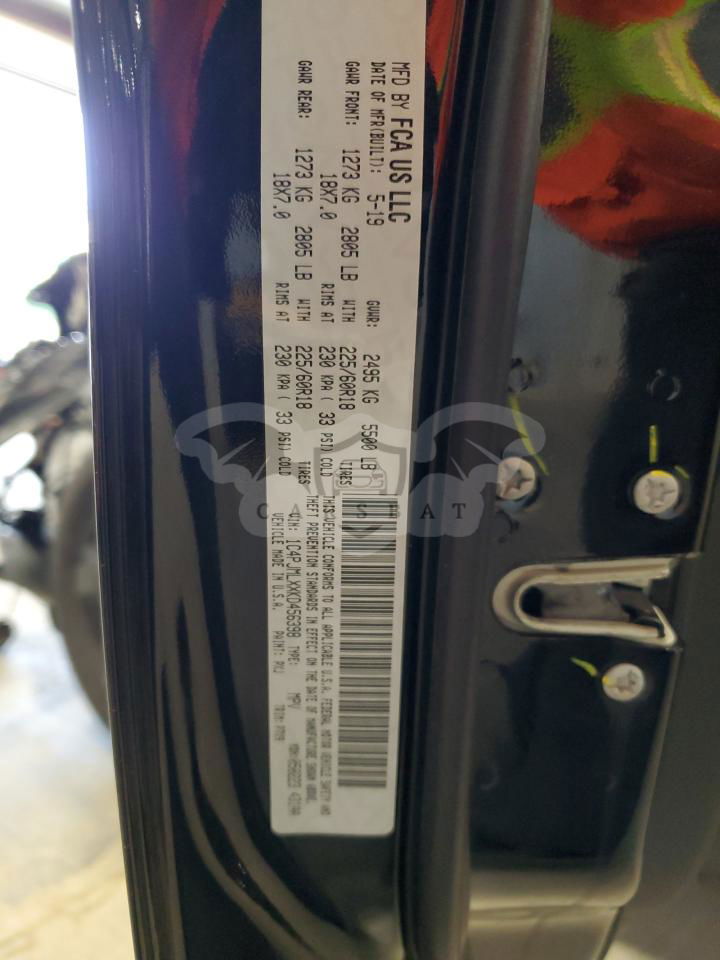 MFD BY FCA US LLC
DATE OF MFR(BUILT): 5-19 GVWR: 2495 KG 5500 LB
GAWR FRONT: 1273 KG 2805 LB WITH 225/60R18 TIRES
18X7.0 RIMS AT 230 KPA ( 33 PSI) COLD
GAWR REAR: 1273 KG 2805 LB WITH 225/60R18 TIRES
18X7.0 RIMS AT 230 KPA ( 33 PSI) COLD
THIS VEHICLE CONFORMS TO ALL APPLICABLE U.S.A. FEDERAL MOTOR VEHICLE SAFETY AND
THEFT PREVENTION STANDARDS IN EFFECT ON THE DATE OF MANUFACTURE SHOWN ABOVE.
VIN: 1C4PJMLXXKD456398 TYPE: MPV
VEHICLE MADE IN U.S.A. PAINT: PXJ TRIM: